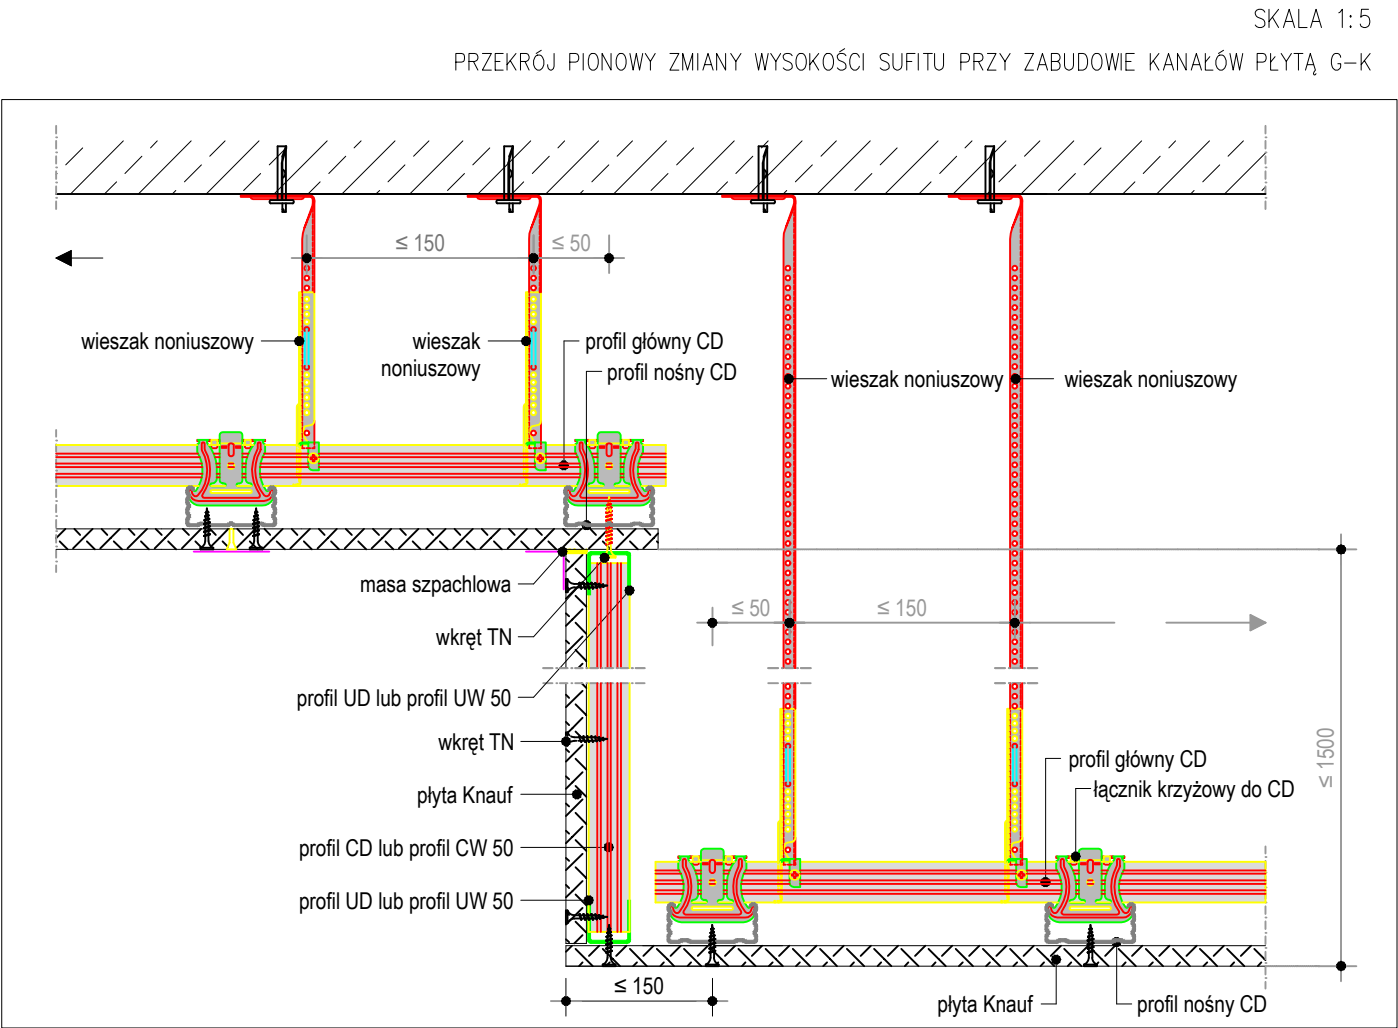 SKALA 1:5
PRZEKRÓJ PIONOWY ZMIANY WYSOKOŚCI SUFITU PRZY ZABUDOWIE KANAŁÓW PŁYTĄ G-K
≤ 150
≤ 50
wieszak noniuszowy
wieszak
noniuszowy
profil główny CD
profil nośny CD
wieszak noniuszowy
wieszak noniuszowy
masa szpachlowa
wkręt TN
profil UD lub profil UW 50
wkręt TN
płyta Knauf
profil CD lub profil CW 50
profil UD lub profil UW 50
≤ 50
≤ 150
≤ 1500
profil główny CD
łącznik krzyżowy do CD
≤ 150
płyta Knauf
profil nośny CD